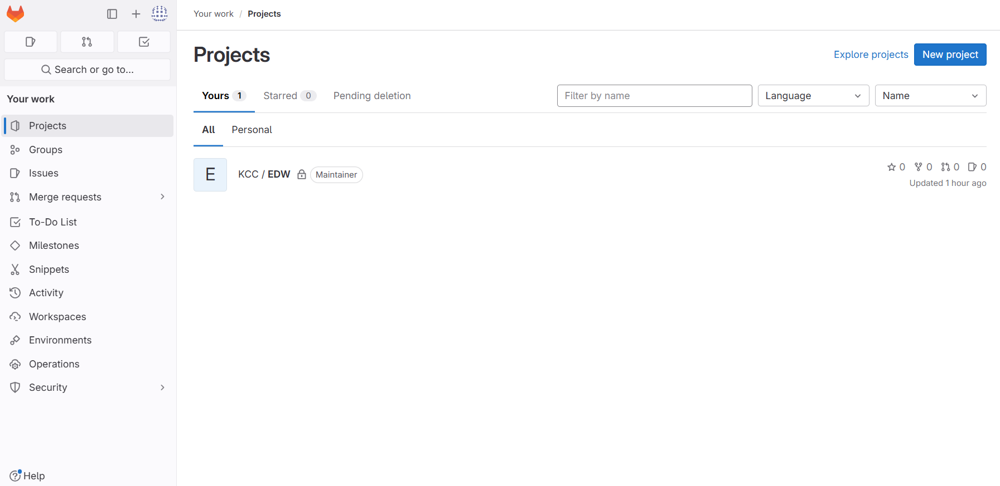 Your work / Projects
Search or go to...
Your work
Projects
Groups
Issues
Merge requests
To-Do List
Milestones
Snippets
Activity
Workspaces
Environments
Operations
Security
Help
Projects
Explore projects
New project
Yours 1
Starred 0
Pending deletion
Filter by name
Language
Name
All
Personal
E
KCC / EDW
Maintainer
0 0 0 0
Updated 1 hour ago